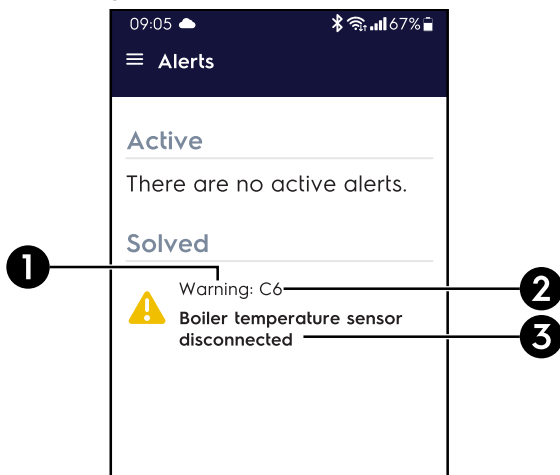 09:05 67%
Alerts
Active
There are no active alerts.
Solved
1
Warning: C6
2
Boiler temperature sensor
disconnected
3